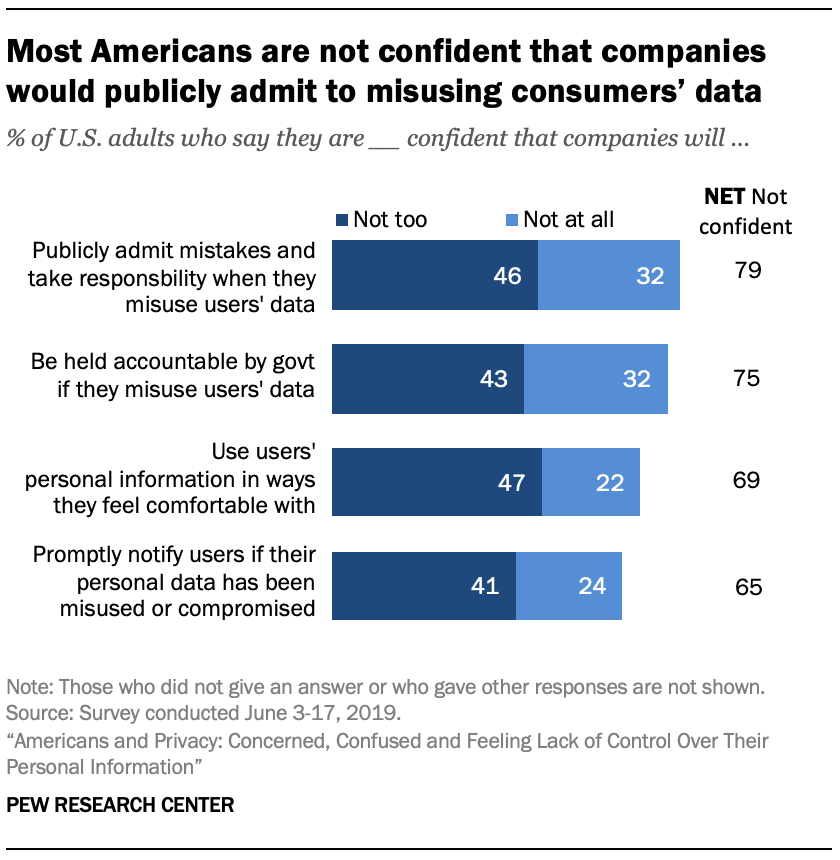 Most Americans are not confident that companies
would publicly admit to misusing consumers’ data
% of U.S. adults who say they are __ confident that companies will ...
NET Not
confident
Not too
Not at all
Publicly admit mistakes and
take responsbility when they
misuse users' data
46
32
79
Be held accountable by govt
if they misuse users' data
43
32
75
Use users'
personal information in ways
they feel comfortable with
47
22
69
Promptly notify users if their
personal data has been
misused or compromised
41
24
65
Note: Those who did not give an answer or who gave other responses are not shown.
Source: Survey conducted June 3-17, 2019.
“Americans and Privacy: Concerned, Confused and Feeling Lack of Control Over Their
Personal Information”
PEW RESEARCH CENTER